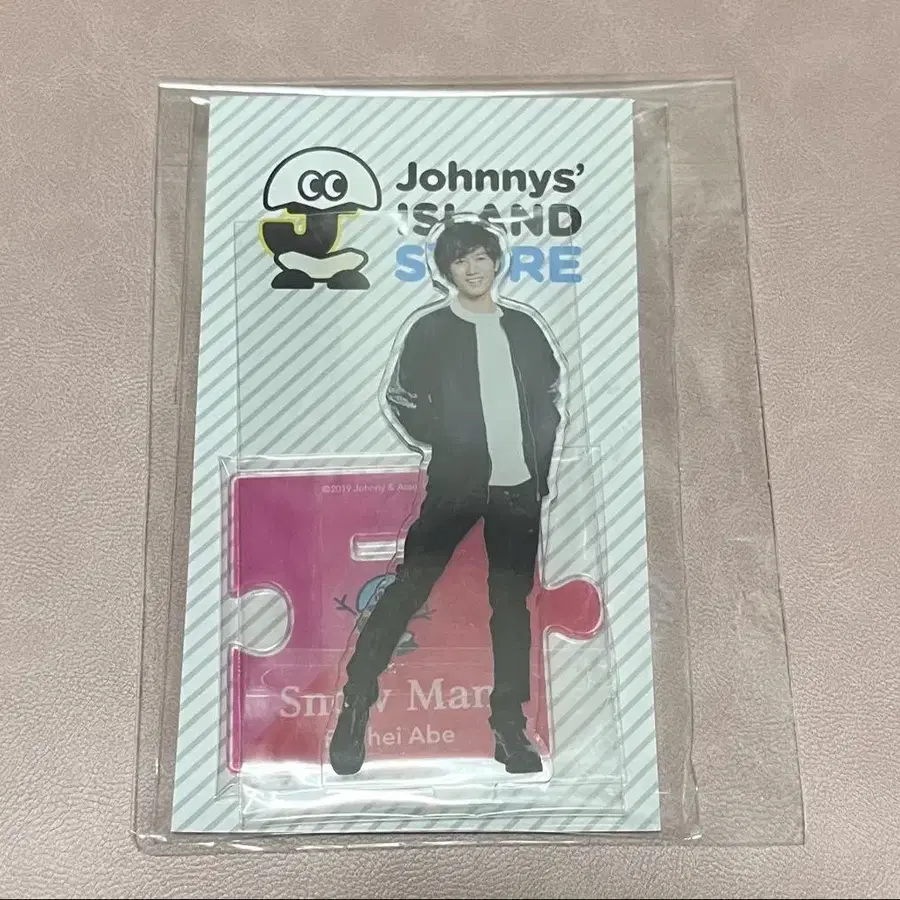 Johnnys'
ISLAND
STORE
©2019 Johnny & Asso
Snow Man
hei Abe